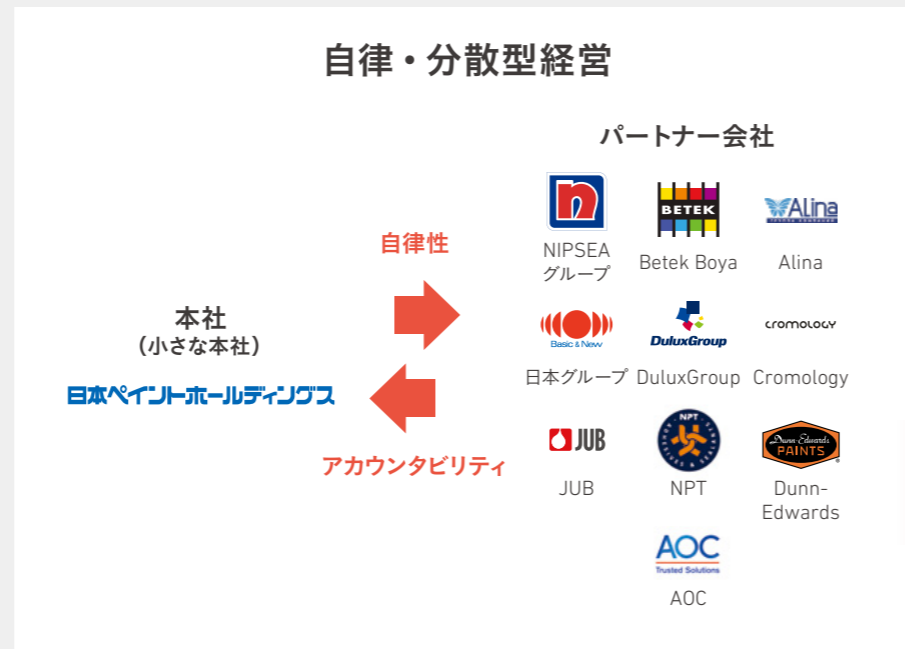 自律・分散型経営
パートナー会社
自律性
本社
(小さな本社)
日本ペイントホールディングス
アカウンタビリティ
n
NIPSEA
グループ
BETEK
Betek Boya
Alina
Alina
Basic & New
日本グループ
DuluxGroup
DuluxGroup
cromology
Cromology
JUB
JUB
NPT
NPT
Dunn-Edwards
PAINTS
Dunn-
Edwards
AOC
Trusted Solutions
AOC